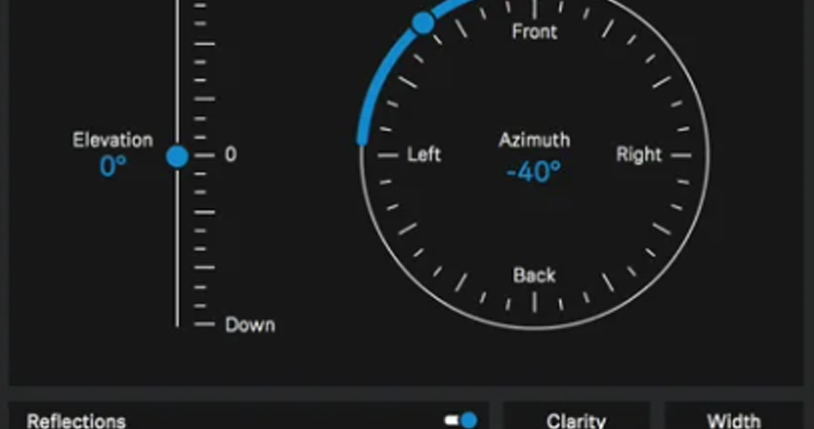 Front
Elevation
0°
0
Left
Azimuth
-40°
Right
Back
Down
Reflections
Clarity
Width